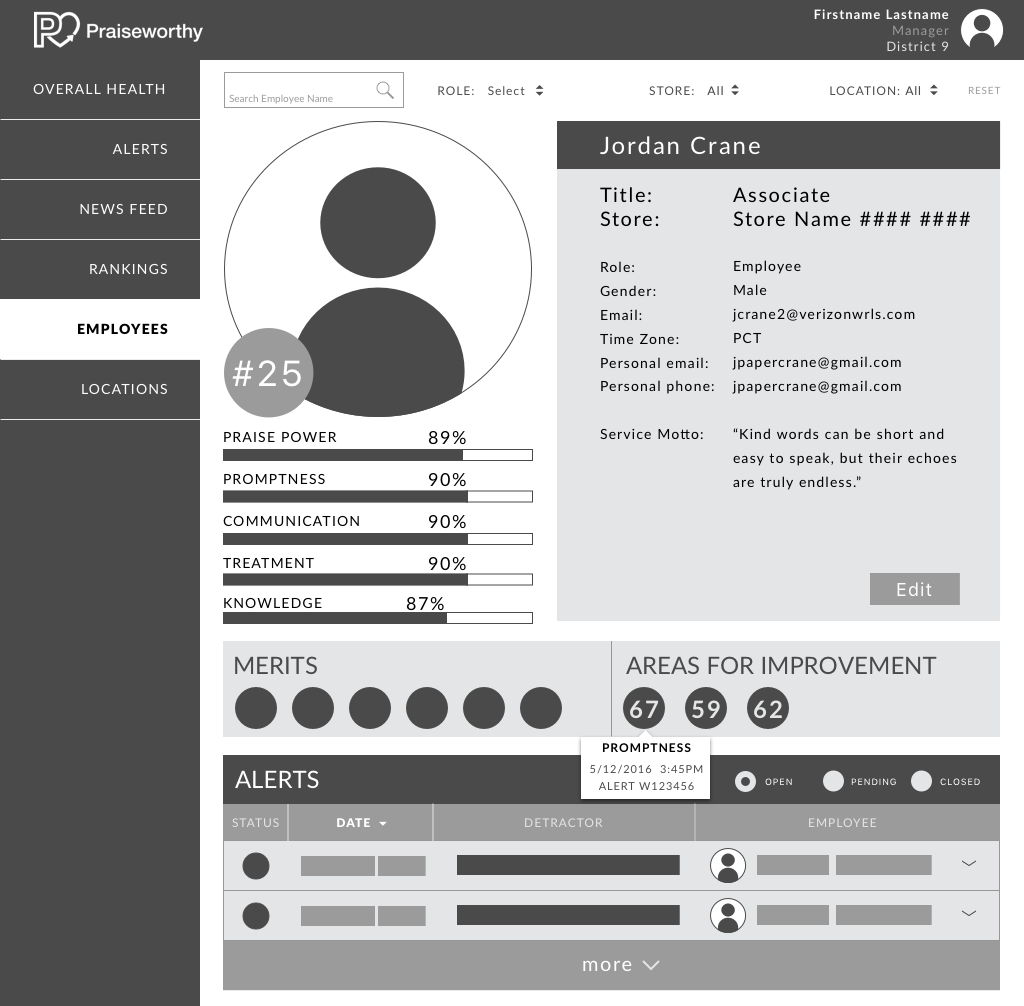 Praiseworthy
Firstname Lastname
Manager
District 9
OVERALL HEALTH
ALERTS
NEWS FEED
RANKINGS
EMPLOYEES
LOCATIONS
Search Employee Name
ROLE: Select
STORE: All
LOCATION: All
RESET
#25
PRAISE POWER 89%
PROMPTNESS 90%
COMMUNICATION 90%
TREATMENT 90%
KNOWLEDGE 87%
Jordan Crane
Title: Associate
Store: Store Name #### ####
Role: Employee
Gender: Male
Email: jcrane2@verizonwrls.com
Time Zone: PCT
Personal email: jpapercrane@gmail.com
Personal phone: jpapercrane@gmail.com
Service Motto: “Kind words can be short and
easy to speak, but their echoes
are truly endless.”
Edit
MERITS
AREAS FOR IMPROVEMENT
67 59 62
PROMPTNESS
5/12/2016 3:45PM
ALERT W123456
ALERTS
OPEN PENDING CLOSED
STATUS DATE DETRACTOR EMPLOYEE
more